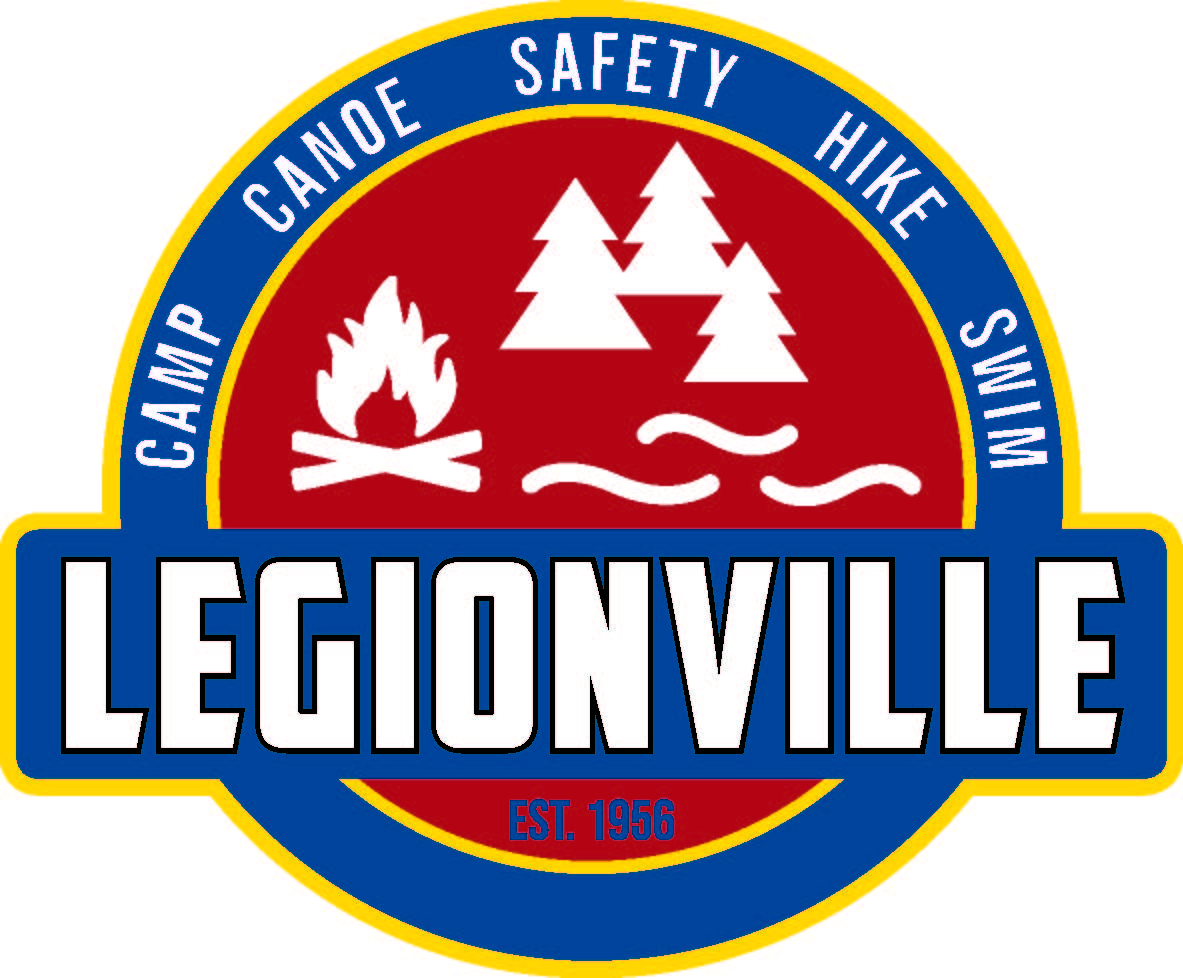 CAMP CANOE SAFETY HIKE SWIM
LEGIONVILLE
EST. 1956